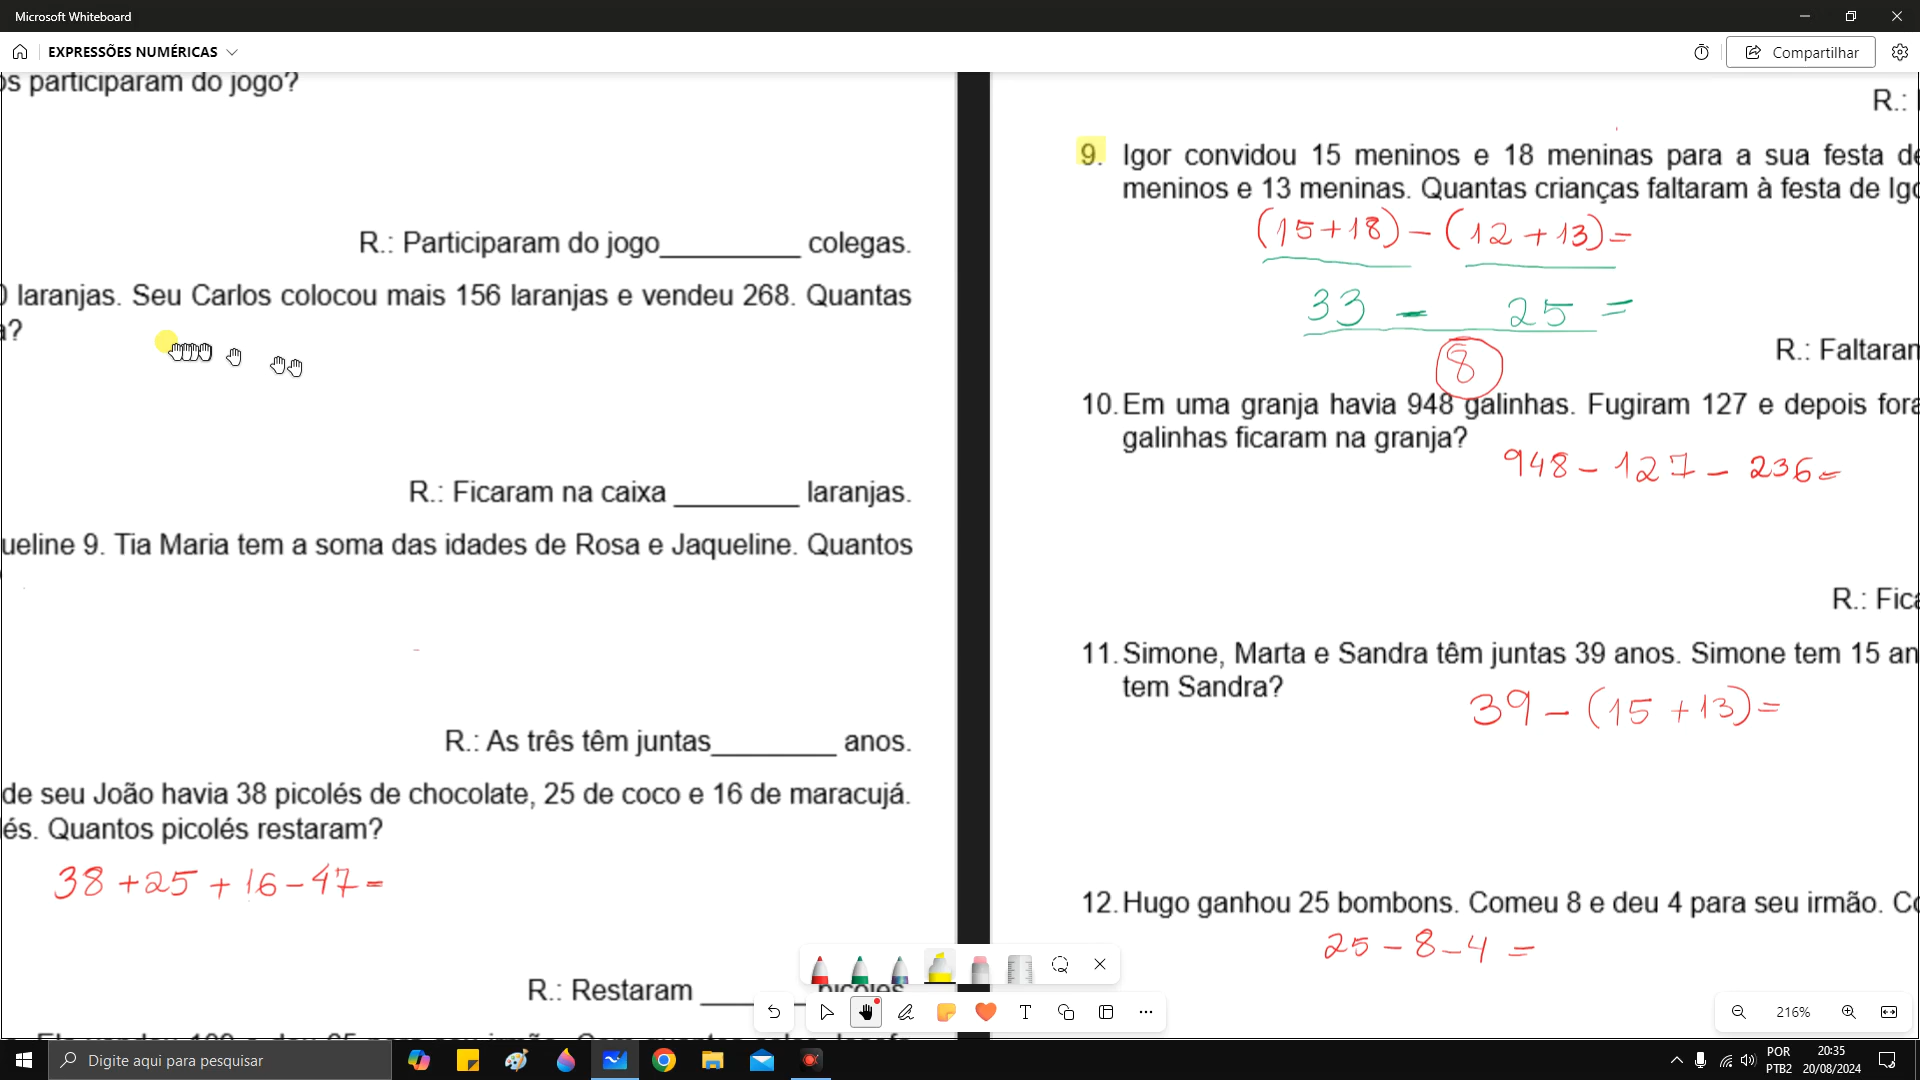 Microsoft Whiteboard
EXPRESSÕES NUMÉRICAS
Compartilhar
participaram do jogo?
R.: Participaram do jogo_________ colegas.
laranjas. Seu Carlos colocou mais 156 laranjas e vendeu 268. Quantas
a?
R.: Ficaram na caixa ________ laranjas.
ueline 9. Tia Maria tem a soma das idades de Rosa e Jaqueline. Quantos
R.: As três têm juntas________ anos.
de seu João havia 38 picolés de chocolate, 25 de coco e 16 de maracujá.
és. Quantos picolés restaram?
38 + 25 + 16 - 47 =
R.: Restaram _______ picolés
R.:
9. Igor convidou 15 meninos e 18 meninas para a sua festa de
meninos e 13 meninas. Quantas crianças faltaram à festa de Igo
(15 + 18) - (12 + 13) =
33 - 25 =
8
R.: Faltaram
10. Em uma granja havia 948 galinhas. Fugiram 127 e depois fora
galinhas ficaram na granja?
948 - 127 - 236 =
R.: Fica
11. Simone, Marta e Sandra têm juntas 39 anos. Simone tem 15 an
tem Sandra?
39 - (15 + 13) =
12. Hugo ganhou 25 bombons. Comeu 8 e deu 4 para seu irmão. Co
25 - 8 - 4 =
216%
Digite aqui para pesquisar
POR
PTB2
20:35
20/08/2024